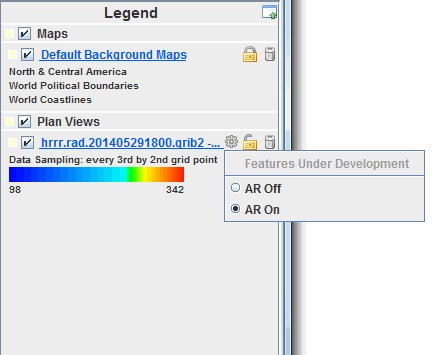 Legend
Maps
Default Background Maps
North & Central America
World Political Boundaries
World Coastlines
Plan Views
hrrr.rad.201405291800.grib2 -...
Data Sampling: every 3rd by 2nd grid point
98 342
Features Under Development
AR Off
AR On